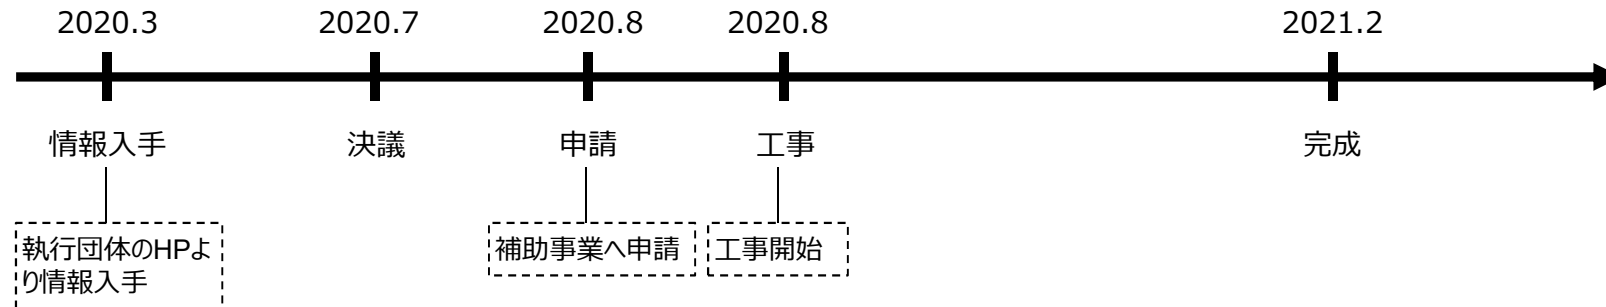 2020.3
2020.7
2020.8
2020.8
2021.2
情報入手
決議
申請
工事
完成
執行団体のHPよ
り情報入手
補助事業へ申請
工事開始